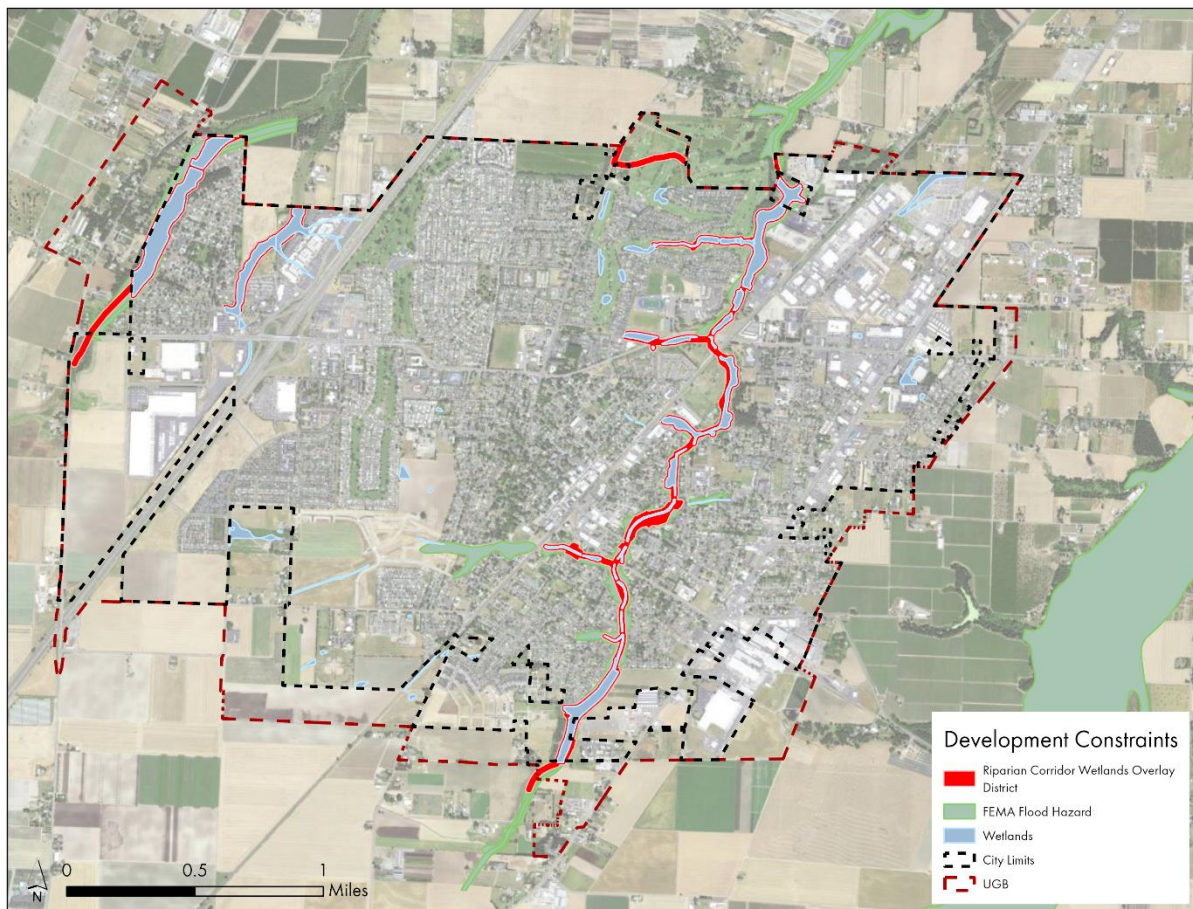 Development Constraints
Riparian Corridor Wetlands Overlay
District
FEMA Flood Hazard
Wetlands
City Limits
UGB
N
0 0.5 1
Miles